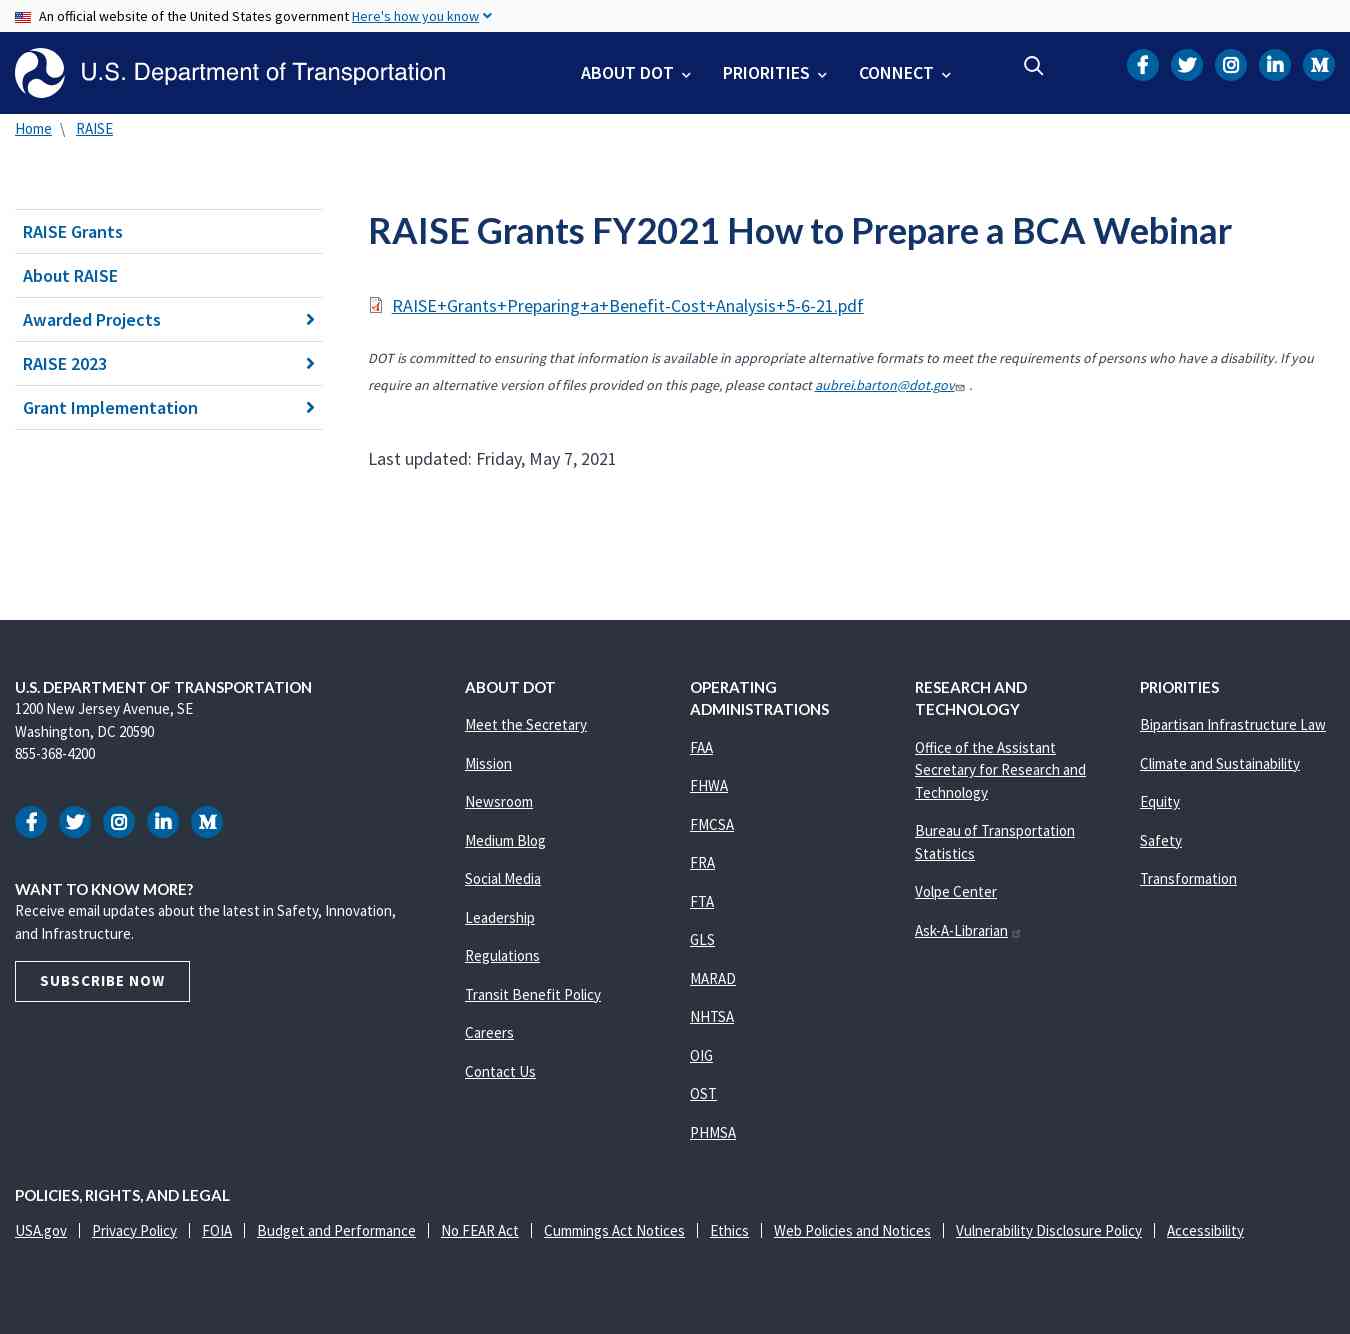 An official website of the United States government Here's how you know
U.S. Department of Transportation
ABOUT DOT
PRIORITIES
CONNECT
Home \ RAISE
RAISE Grants
About RAISE
Awarded Projects
RAISE 2023
Grant Implementation
RAISE Grants FY2021 How to Prepare a BCA Webinar
RAISE+Grants+Preparing+a+Benefit-Cost+Analysis+5-6-21.pdf
DOT is committed to ensuring that information is available in appropriate alternative formats to meet the requirements of persons who have a disability. If you
require an alternative version of files provided on this page, please contact aubrei.barton@dot.gov .
Last updated: Friday, May 7, 2021
U.S. DEPARTMENT OF TRANSPORTATION
1200 New Jersey Avenue, SE
Washington, DC 20590
855-368-4200
WANT TO KNOW MORE?
Receive email updates about the latest in Safety, Innovation,
and Infrastructure.
SUBSCRIBE NOW
ABOUT DOT
Meet the Secretary
Mission
Newsroom
Medium Blog
Social Media
Leadership
Regulations
Transit Benefit Policy
Careers
Contact Us
OPERATING
ADMINISTRATIONS
FAA
FHWA
FMCSA
FRA
FTA
GLS
MARAD
NHTSA
OIG
OST
PHMSA
RESEARCH AND
TECHNOLOGY
Office of the Assistant
Secretary for Research and
Technology
Bureau of Transportation
Statistics
Volpe Center
Ask-A-Librarian
PRIORITIES
Bipartisan Infrastructure Law
Climate and Sustainability
Equity
Safety
Transformation
POLICIES, RIGHTS, AND LEGAL
USA.gov | Privacy Policy | FOIA | Budget and Performance | No FEAR Act | Cummings Act Notices | Ethics | Web Policies and Notices | Vulnerability Disclosure Policy | Accessibility